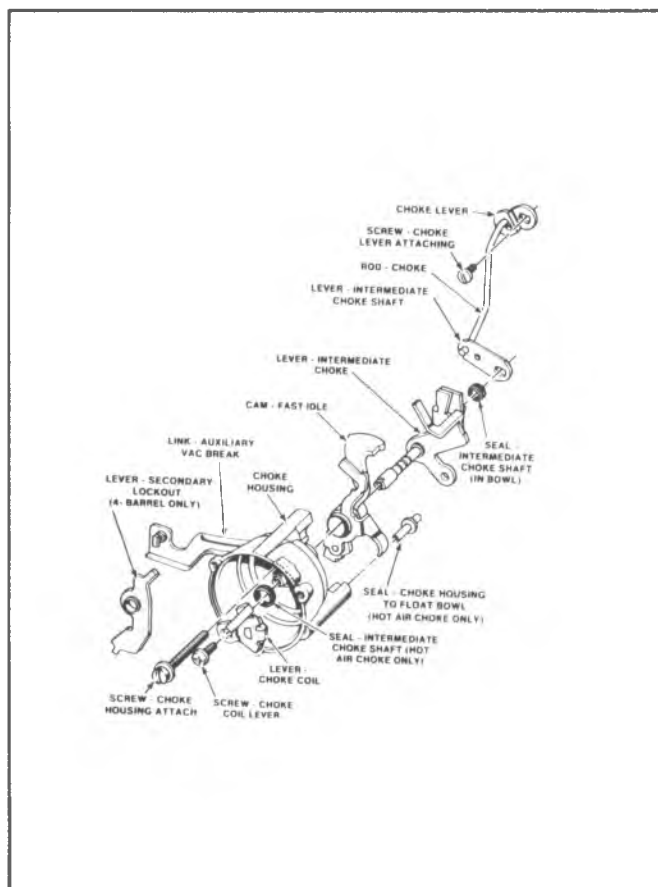 CHOKE LEVER
SCREW - CHOKE
LEVER ATTACHING
ROD - CHOKE
LEVER - INTERMEDIATE
CHOKE SHAFT
LEVER - INTERMEDIATE
CHOKE
CAM - FAST IDLE
LINK - AUXILIARY
VAC BREAK
CHOKE
HOUSING
LEVER - SECONDARY
LOCKOUT
(4- BARREL ONLY)
SEAL -
INTERMEDIATE
CHOKE SHAFT
(IN BOWL)
SEAL - CHOKE HOUSING
TO FLOAT BOWL
(HOT AIR CHOKE ONLY)
SEAL - INTERMEDIATE
CHOKE SHAFT (HOT
AIR CHOKE ONLY)
LEVER -
CHOKE COIL
SCREW - CHOKE
HOUSING ATTACH
SCREW - CHOKE
COIL LEVER